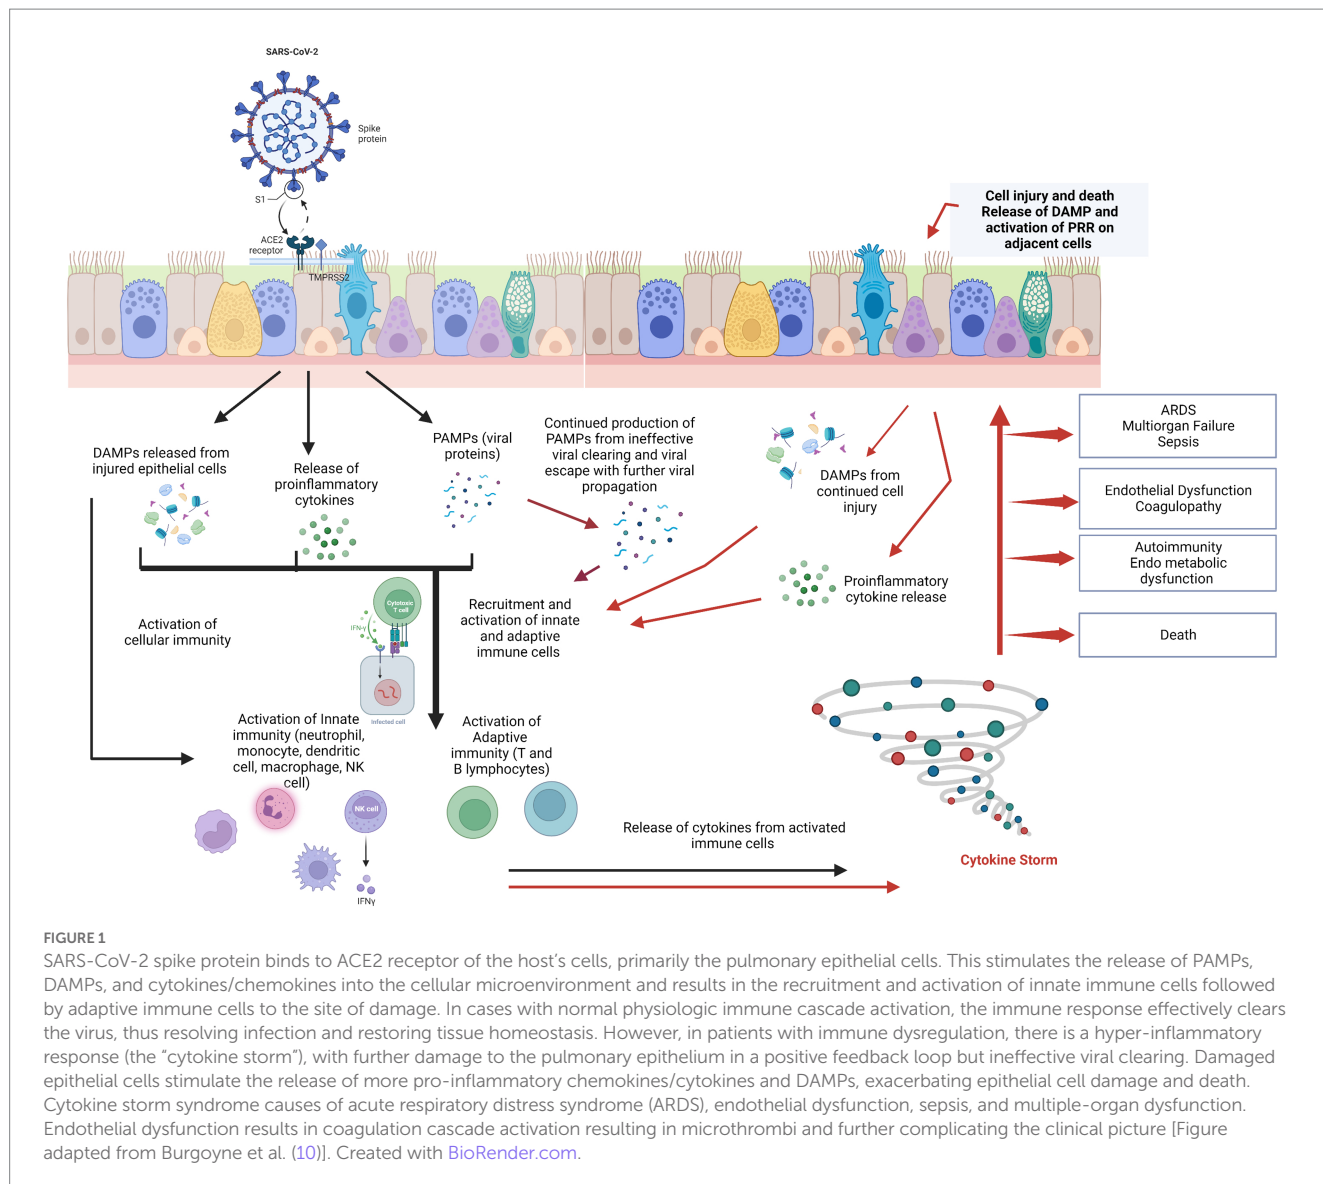 SARS-CoV-2
Spike
protein
S1
ACE2
receptor
TMPRSS2
Cell injury and death
Release of DAMP and
activation of PRR on
adjacent cells
DAMPs released from
injured epithelial cells
Release of
proinflammatory
cytokines
PAMPs (viral
proteins)
Continued production of
PAMPs from ineffective
viral clearing and viral
escape with further viral
propagation
DAMPs from
continued cell
injury
Proinflammatory
cytokine release
ARDS
Multiorgan Failure
Sepsis
Endothelial Dysfunction
Coagulopathy
Autoimmunity
Endo metabolic
dysfunction
Death
Activation of
cellular immunity
Cytotoxic
T cell
IFN-γ
Infected cell
Recruitment and
activation of innate
and adaptive
immune cells
Activation of Innate
immunity (neutrophil,
monocyte, dendritic
cell, macrophage, NK
cell)
NK cell
IFNγ
Activation of
Adaptive
immunity (T and
B lymphocytes)
Release of cytokines from activated
immune cells
Cytokine Storm
FIGURE 1
SARS-CoV-2 spike protein binds to ACE2 receptor of the host's cells, primarily the pulmonary epithelial cells. This stimulates the release of PAMPs,
DAMPs, and cytokines/chemokines into the cellular microenvironment and results in the recruitment and activation of innate immune cells followed
by adaptive immune cells to the site of damage. In cases with normal physiologic immune cascade activation, the immune response effectively clears
the virus, thus resolving infection and restoring tissue homeostasis. However, in patients with immune dysregulation, there is a hyper-inflammatory
response (the "cytokine storm"), with further damage to the pulmonary epithelium in a positive feedback loop but ineffective viral clearing. Damaged
epithelial cells stimulate the release of more pro-inflammatory chemokines/cytokines and DAMPs, exacerbating epithelial cell damage and death.
Cytokine storm syndrome causes of acute respiratory distress syndrome (ARDS), endothelial dysfunction, sepsis, and multiple-organ dysfunction.
Endothelial dysfunction results in coagulation cascade activation resulting in microthrombi and further complicating the clinical picture [Figure
adapted from Burgoyne et al. (10)]. Created with BioRender.com.